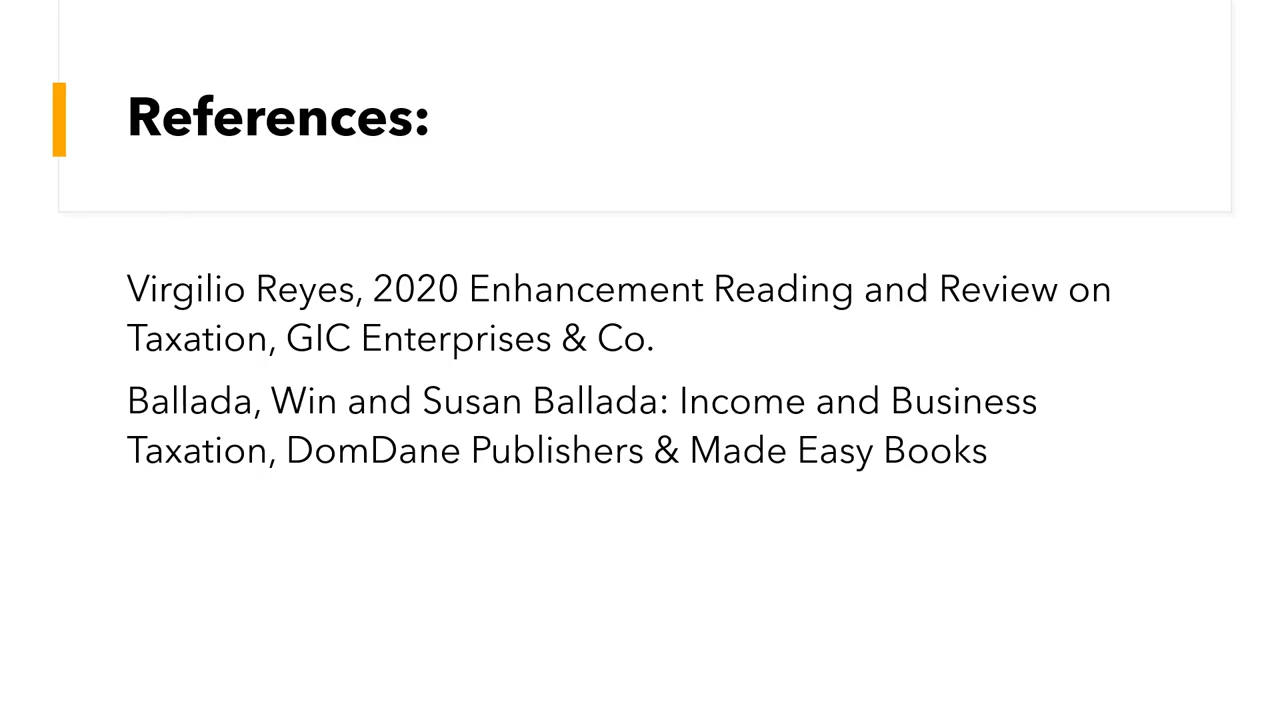 References:
Virgilio Reyes, 2020 Enhancement Reading and Review on
Taxation, GIC Enterprises & Co.
Ballada, Win and Susan Ballada: Income and Business
Taxation, DomDane Publishers & Made Easy Books